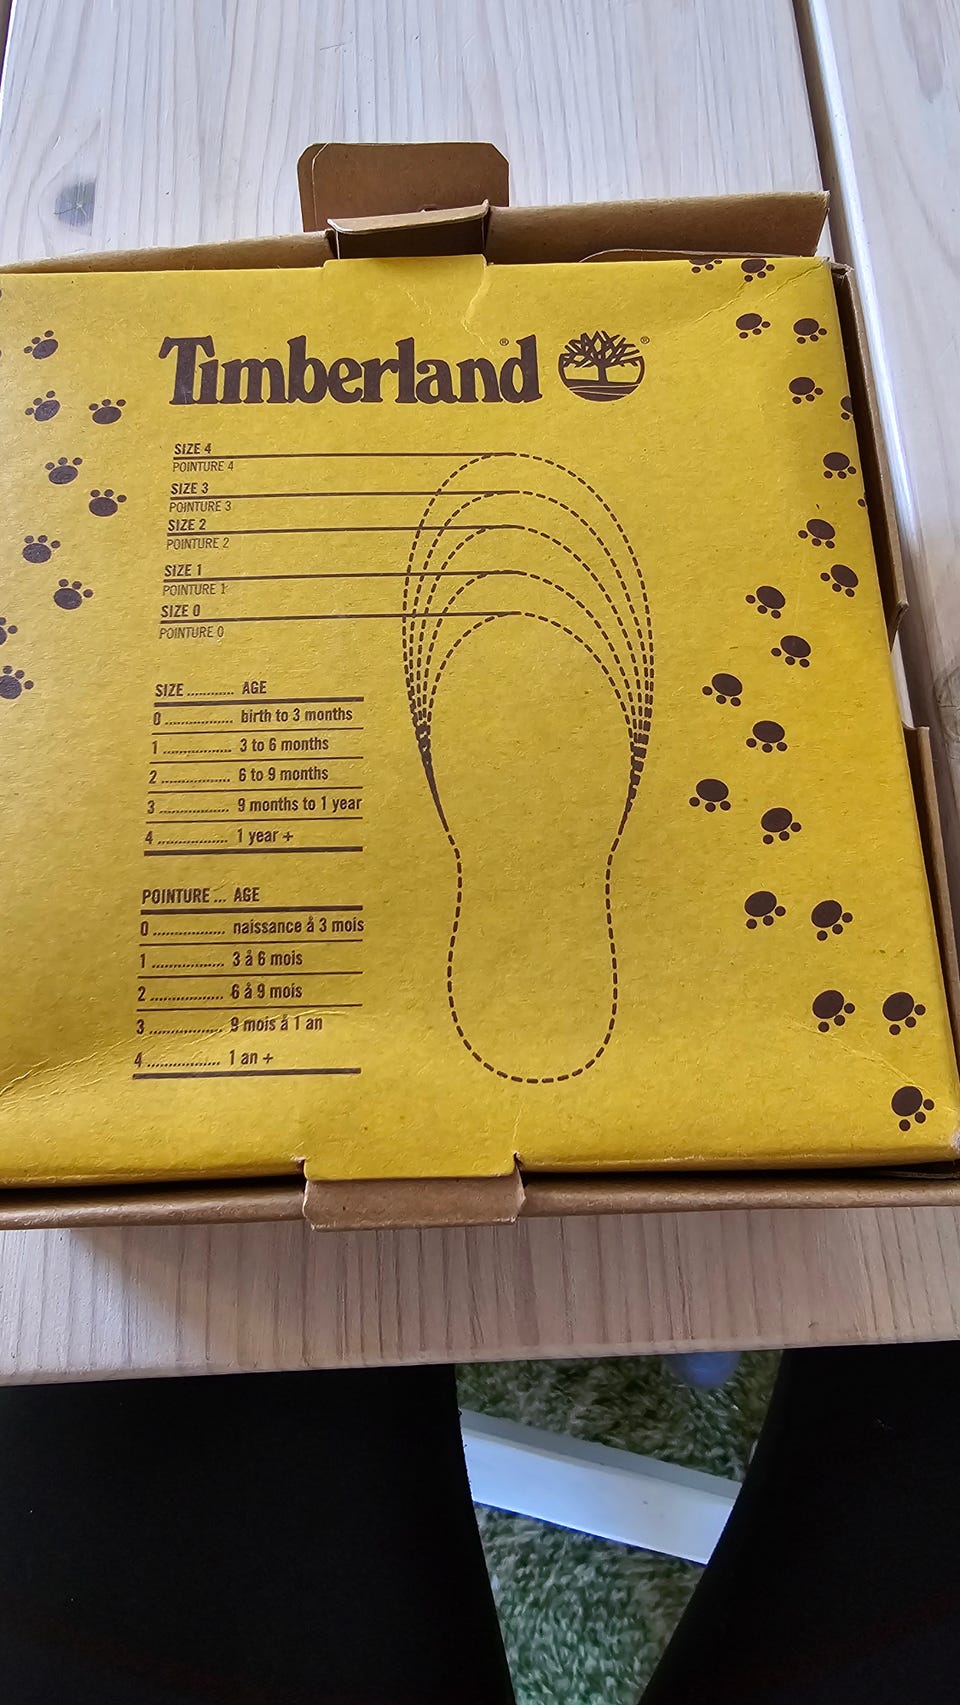 Timberland® ®
SIZE 4
POINTURE 4
SIZE 3
POINTURE 3
SIZE 2
POINTURE 2
SIZE 1
POINTURE 1
SIZE 0
POINTURE 0
SIZE ............ AGE
0 ................. birth to 3 months
1 ................. 3 to 6 months
2 ................. 6 to 9 months
3 ................. 9 months to 1 year
4 ................. 1 year +
POINTURE ... AGE
0 .................. naissance å 3 mois
1 .................. 3 å 6 mois
2 .................. 6 å 9 mois
3 .................. 9 mois å 1 an
4 .................. 1 an +